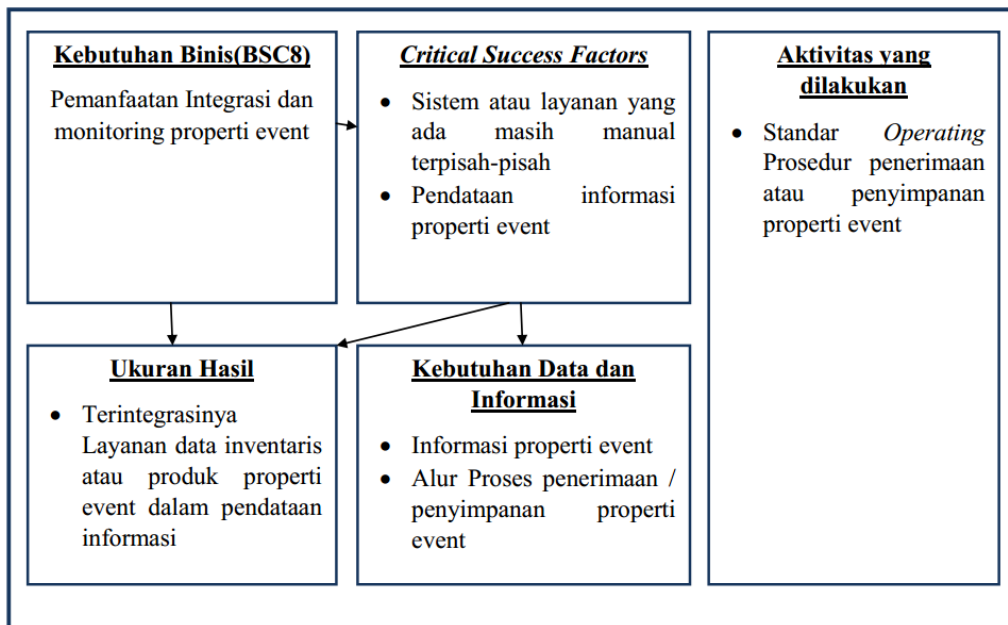 Kebutuhan Binis(BSC8)
Pemanfaatan Integrasi dan
monitoring properti event
Critical Success Factors
• Sistem atau layanan yang
ada masih manual
terpisah-pisah
• Pendataan informasi
properti event
Aktivitas yang
dilakukan
• Standar Operating
Prosedur penerimaan
atau penyimpanan
properti event
Ukuran Hasil
• Terintegrasinya
Layanan data inventaris
atau produk properti
event dalam pendataan
informasi
Kebutuhan Data dan
Informasi
• Informasi properti event
• Alur Proses penerimaan /
penyimpanan properti
event